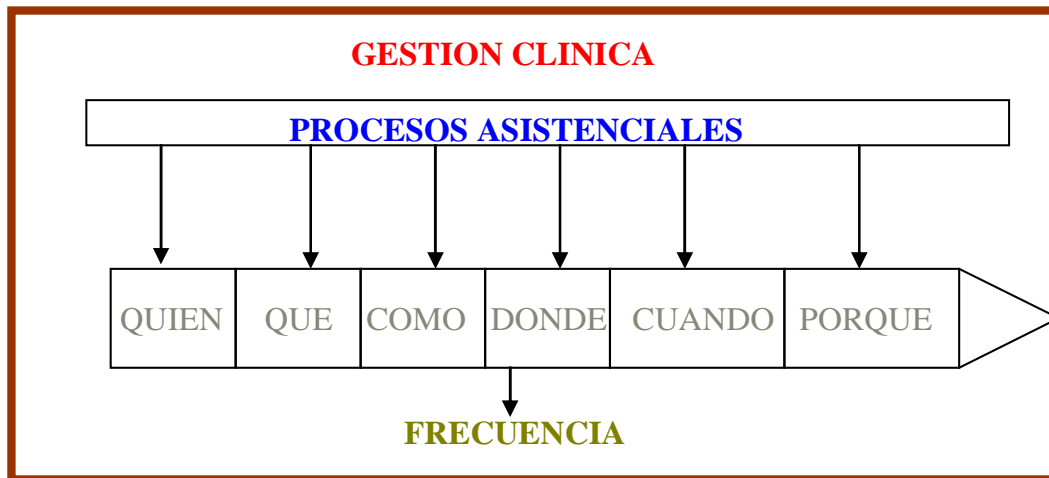 GESTION CLINICA
PROCESOS ASISTENCIALES
QUIEN QUE COMO DONDE CUANDO PORQUE
FRECUENCIA